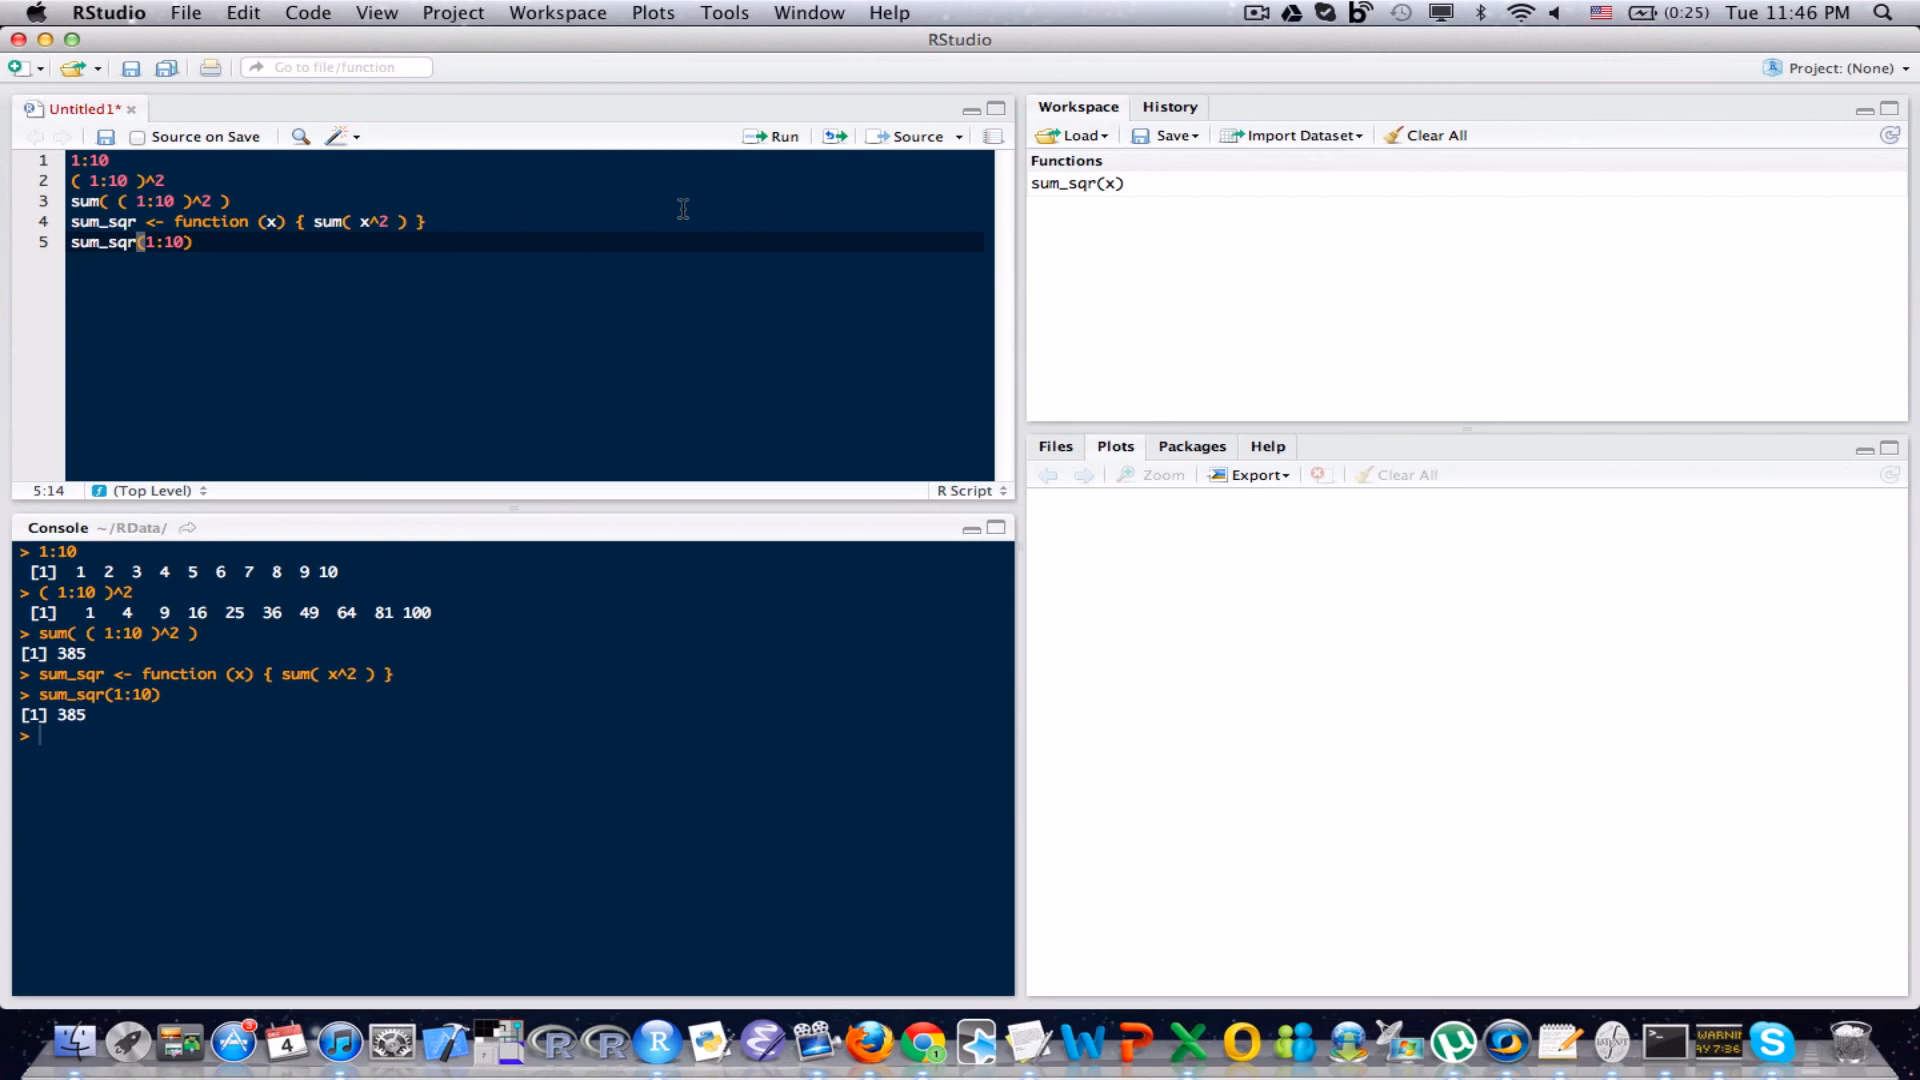 RStudio File Edit Code View Project Workspace Plots Tools Window Help (0:25) Tue 11:46 PM
RStudio
Go to file/function Project: (None)
Untitled1*
Source on Save Run Source
1 1:10
2 ( 1:10 )^2
3 sum( ( 1:10 )^2 )
4 sum_sqr <- function (x) { sum( x^2 ) }
5 sum_sqr(1:10)
5:14 (Top Level) R Script
Workspace History
Load Save Import Dataset Clear All
Functions
sum_sqr(x)
Files Plots Packages Help
Zoom Export Clear All
Console ~/RData/
> 1:10
[1] 1 2 3 4 5 6 7 8 9 10
> ( 1:10 )^2
[1] 1 4 9 16 25 36 49 64 81 100
> sum( ( 1:10 )^2 )
[1] 385
> sum_sqr <- function (x) { sum( x^2 ) }
> sum_sqr(1:10)
[1] 385
>